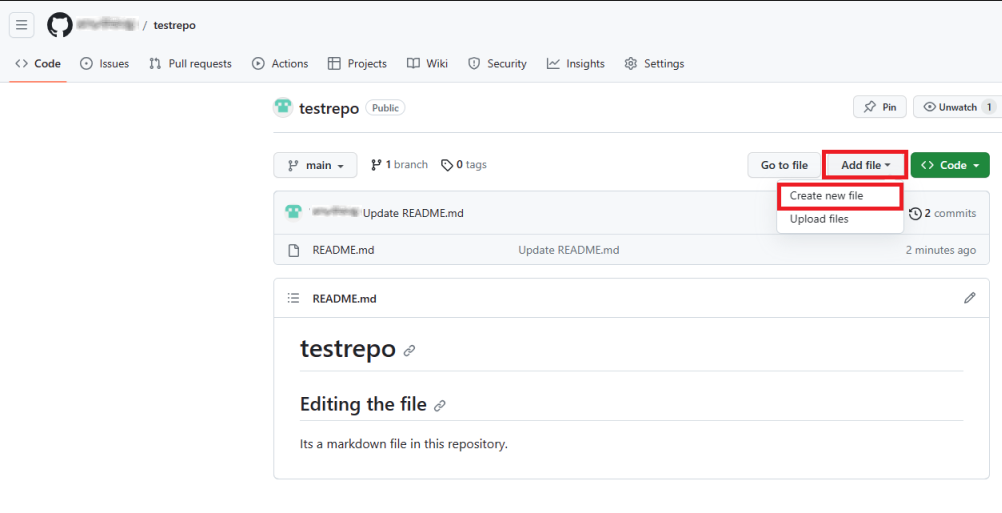 / testrepo
Code Issues Pull requests Actions Projects Wiki Security Insights Settings
testrepo Public Pin Unwatch 1
main 1 branch 0 tags Go to file Add file Code
Create new file
Update README.md 2 commits
Upload files
README.md Update README.md 2 minutes ago
README.md
testrepo
Editing the file
Its a markdown file in this repository.